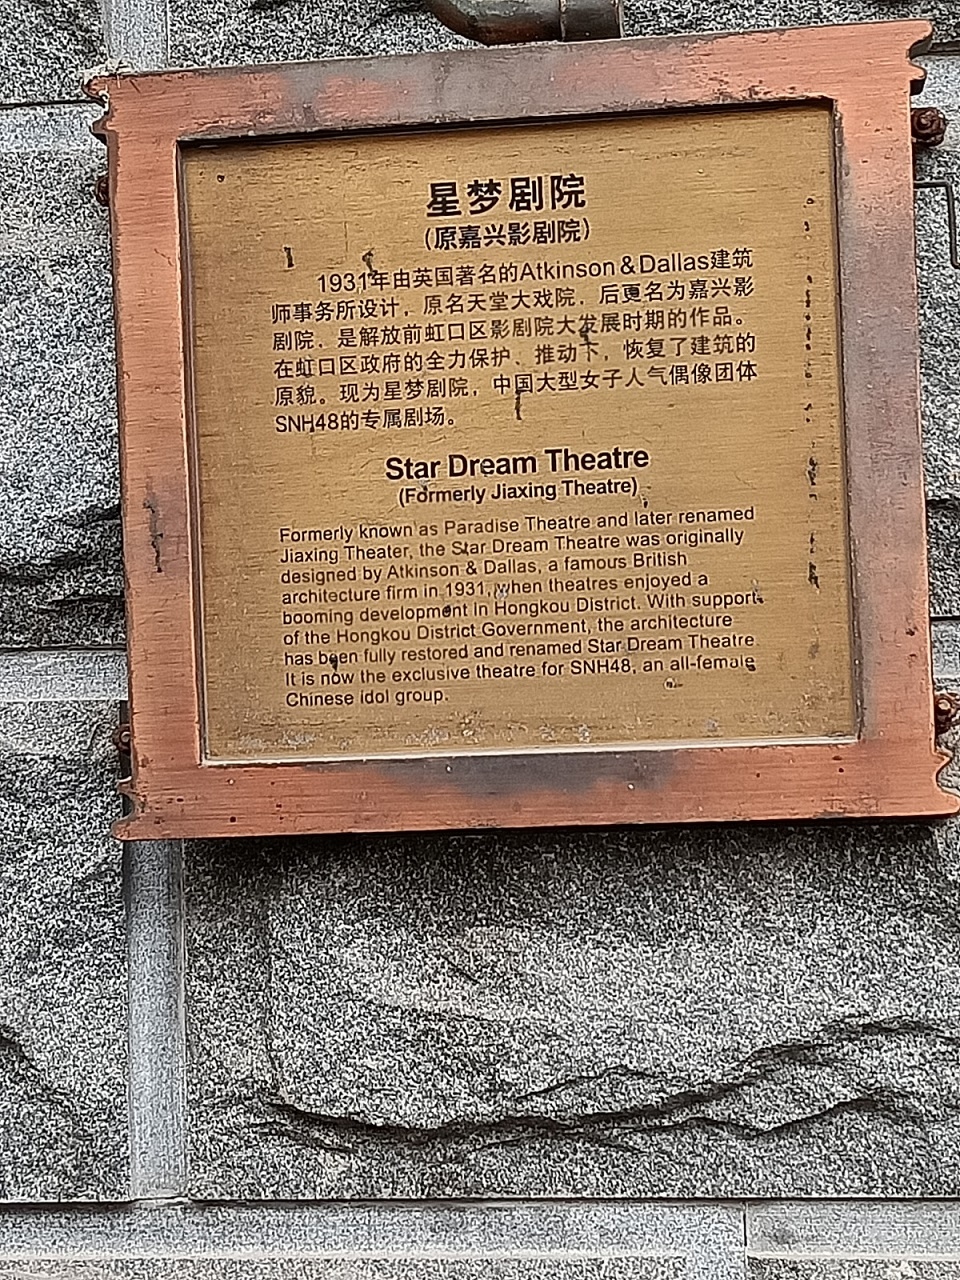 星梦剧院
（原嘉兴影剧院）
1931年由英国著名的Atkinson＆Dallas建筑
师事务所设计，原名天堂大戏院，后更名为嘉兴影
剧院，是解放前虹口区影剧院大发展时期的作品。
在虹口区政府的全力保护、推动下，恢复了建筑的
原貌。现为星梦剧院，中国大型女子人气偶像团体
SNH48的专属剧场。
Star Dream Theatre
(Formerly Jiaxing Theatre)
Formerly known as Paradise Theatre and later renamed
Jiaxing Theater, the Star Dream Theatre was originally
designed by Atkinson & Dallas, a famous British
architecture firm in 1931, when theatres enjoyed a
booming development in Hongkou District. With support
of the Hongkou District Government, the architecture
has been fully restored and renamed Star Dream Theatre.
It is now the exclusive theatre for SNH48, an all-female
Chinese idol group.